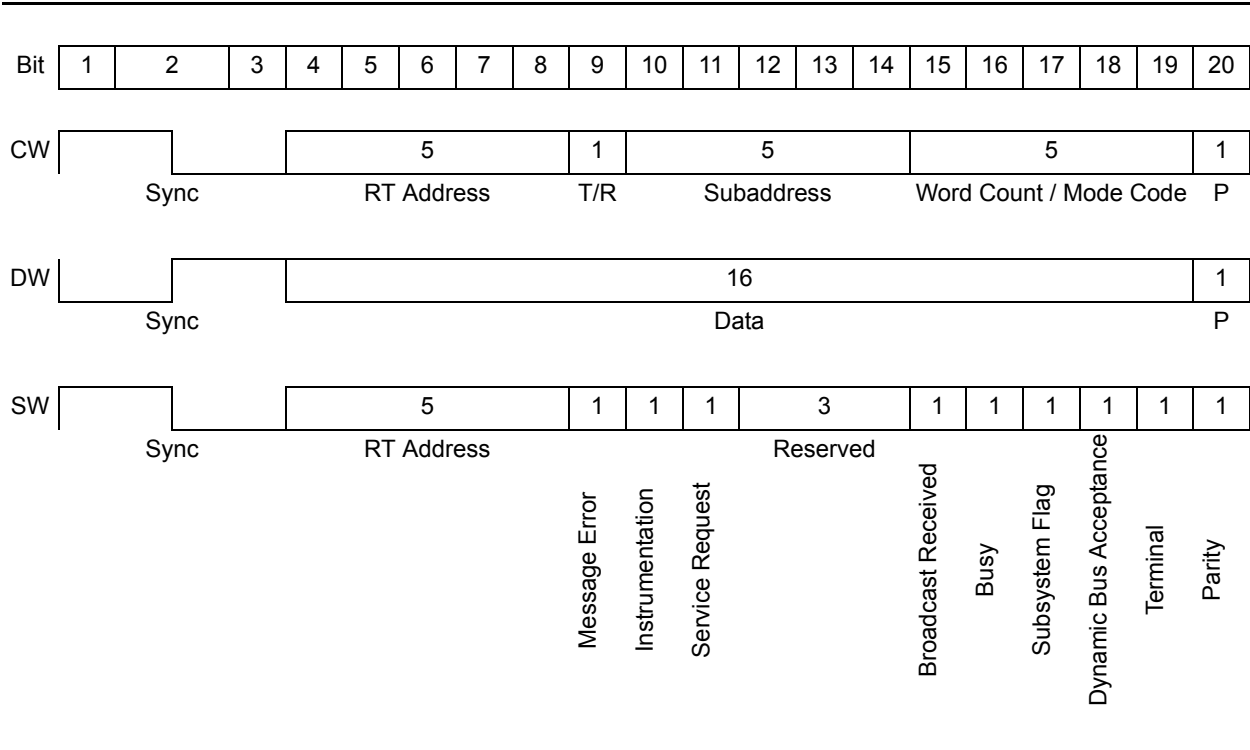 Bit 1 2 3 4 5 6 7 8 9 10 11 12 13 14 15 16 17 18 19 20
CW 5 1 5 5 1
Sync RT Address T/R Subaddress Word Count / Mode Code P
DW 16 1
Sync Data P
SW 5 1 1 1 3 1 1 1 1 1 1
Sync RT Address Reserved
Message Error
Instrumentation
Service Request
Broadcast Received
Busy
Subsystem Flag
Dynamic Bus Acceptance
Terminal
Parity